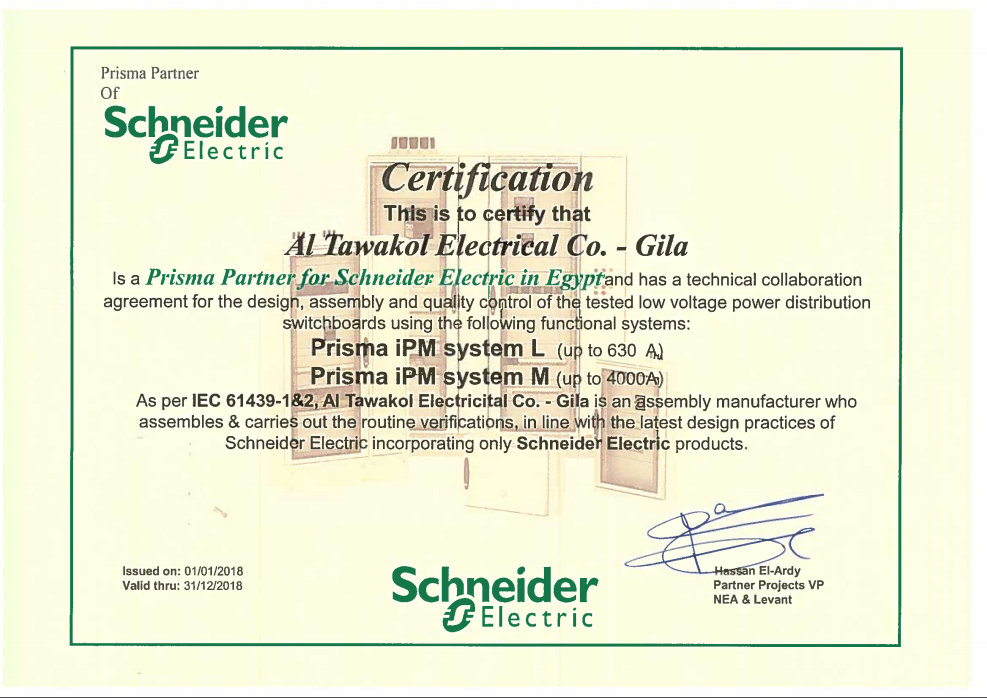 Prisma Partner
Of
Schneider
Electric
Certification
This is to certify that
Al Tawakol Electrical Co. - Gila
Is a Prisma Partner for Schneider Electric in Egypt and has a technical collaboration
agreement for the design, assembly and quality control of the tested low voltage power distribution
switchboards using the following functional systems:
Prisma iPM system L (up to 630 A)
Prisma iPM system M (up to 4000A)
As per IEC 61439-1&2, Al Tawakol Electricital Co. - Gila is an assembly manufacturer who
assembles & carries out the routine verifications, in line with the latest design practices of
Schneider Electric incorporating only Schneider Electric products.
Issued on: 01/01/2018
Valid thru: 31/12/2018
Schneider
Electric
Hassan El-Ardy
Partner Projects VP
NEA & Levant